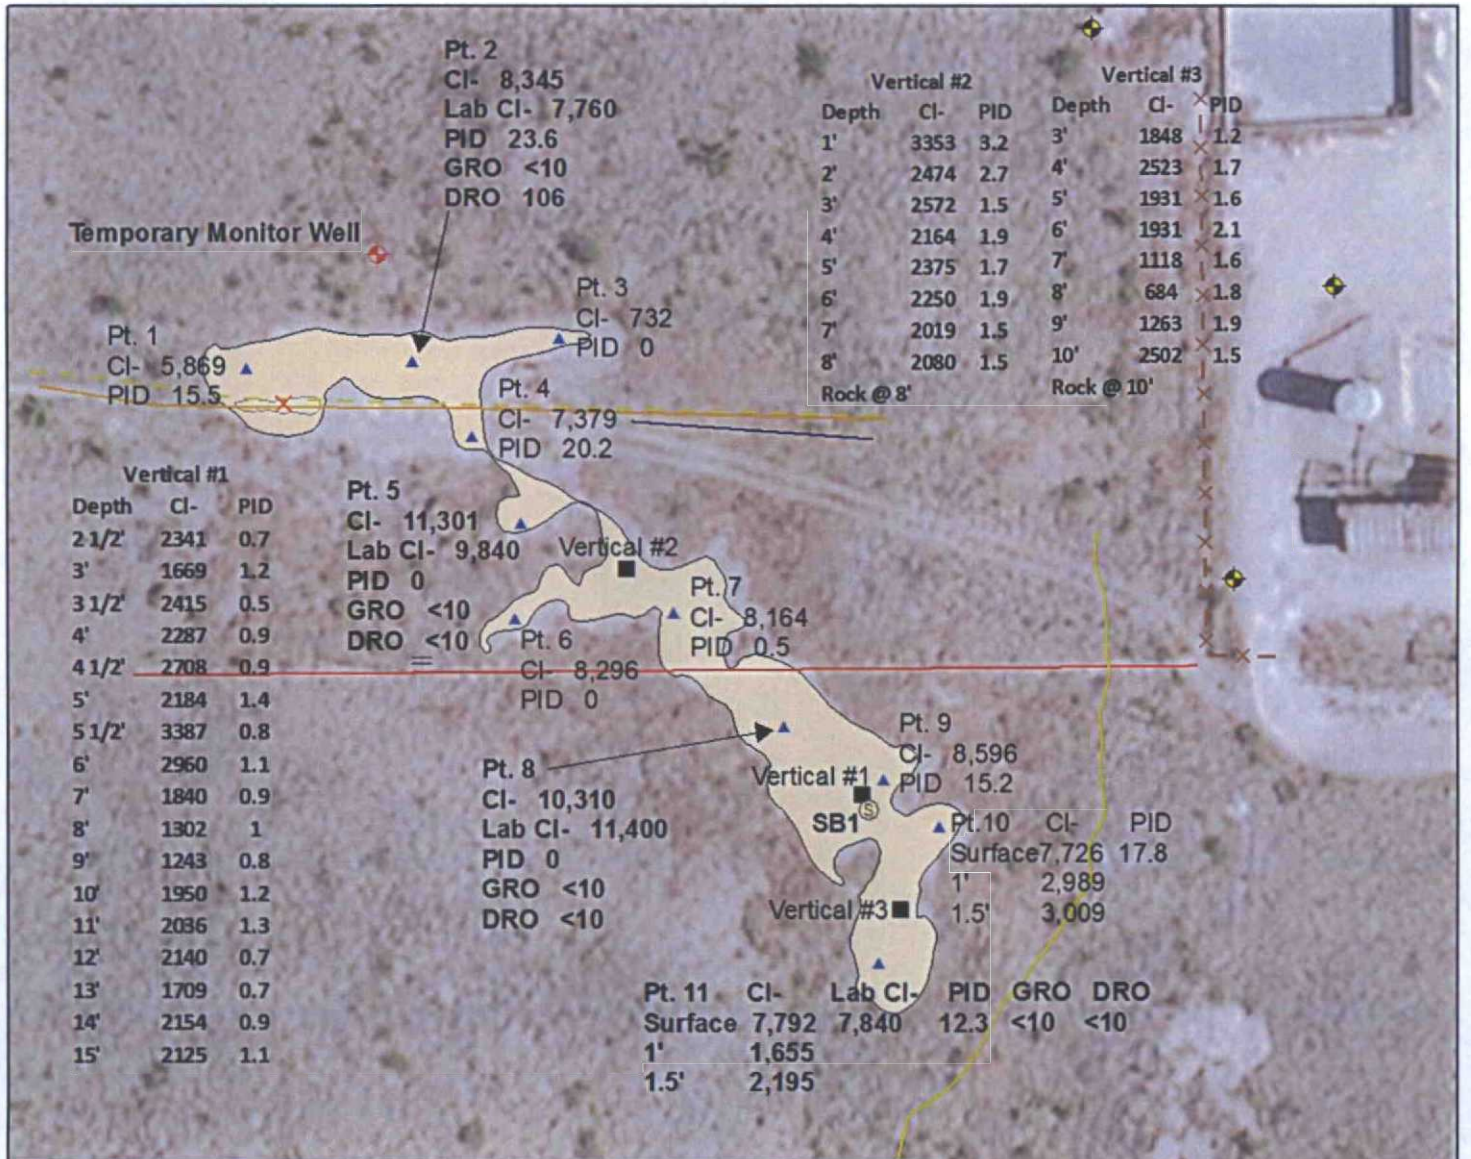 Pt. 2
Cl- 8,345
Lab Cl- 7,760
PID 23.6
GRO <10
DRO 106
Vertical #2
Depth Cl- PID
1' 3353 3.2
2' 2474 2.7
3' 2572 1.5
4' 2164 1.9
5' 2375 1.7
6' 2250 1.9
7' 2019 1.5
8' 2080 1.5
Rock @ 8'
Vertical #3
Depth Cl- PID
3' 1848 1.2
4' 2523 1.7
5' 1931 1.6
6' 1931 2.1
7' 1118 1.6
8' 684 1.8
9' 1263 1.9
10' 2502 1.5
Rock @ 10'
Temporary Monitor Well
Pt. 3
Cl- 732
PID 0
Pt. 1
Cl- 5,869
PID 15.5
Pt. 4
Cl- 7,379
PID 20.2
Vertical #1
Depth Cl- PID
2 1/2' 2341 0.7
3' 1669 1.2
3 1/2' 2415 0.5
4' 2287 0.9
4 1/2' 2708 0.9
5' 2184 1.4
5 1/2' 3387 0.8
6' 2960 1.1
7' 1840 0.9
8' 1302 1
9' 1243 0.8
10' 1950 1.2
11' 2036 1.3
12' 2140 0.7
13' 1709 0.7
14' 2154 0.9
15' 2125 1.1
Pt. 5
Cl- 11,301
Lab Cl- 9,840
PID 0
GRO <10
DRO <10
Vertical #2
Pt. 7
Cl- 8,164
PID 0.5
Pt. 6
Cl- 8,296
PID 0
Pt. 8
Cl- 10,310
Lab Cl- 11,400
PID 0
GRO <10
DRO <10
Pt. 9
Cl- 8,596
PID 15.2
Vertical #1
S
SB1
Pt.10 Cl- PID
Surface7,726 17.8
1' 2,989
1.5' 3,009
Vertical #3
Pt. 11 Cl- Lab Cl- PID GRO DRO
Surface 7,792 7,840 12.3 <10 <10
1' 1,655
1.5' 2,195